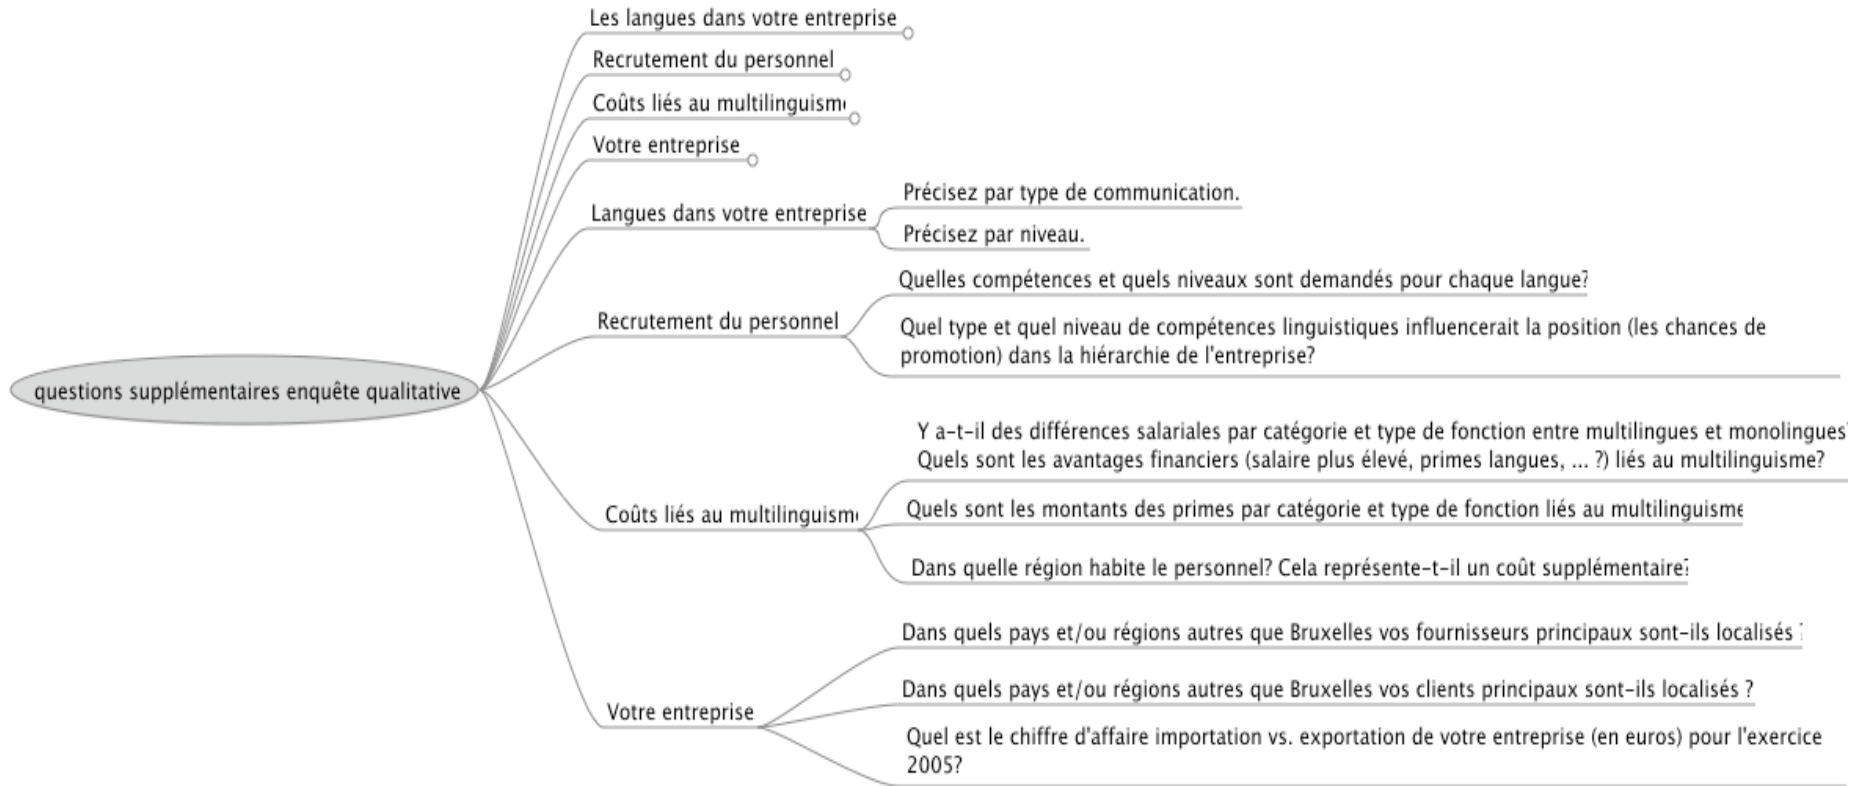 Les langues dans votre entreprise
Recrutement du personnel
Coûts liés au multilinguisme
Votre entreprise
Langues dans votre entreprise
Précisez par type de communication.
Précisez par niveau.
Recrutement du personnel
Quelles compétences et quels niveaux sont demandés pour chaque langue?
Quel type et quel niveau de compétences linguistiques influencerait la position (les chances de
promotion) dans la hiérarchie de l'entreprise?
questions supplémentaires enquête qualitative
Coûts liés au multilinguisme
Y a-t-il des différences salariales par catégorie et type de fonction entre multilingues et monolingues?
Quels sont les avantages financiers (salaire plus élevé, primes langues, ... ?) liés au multilinguisme?
Quels sont les montants des primes par catégorie et type de fonction liés au multilinguisme
Dans quelle région habite le personnel? Cela représente-t-il un coût supplémentaire?
Votre entreprise
Dans quels pays et/ou régions autres que Bruxelles vos fournisseurs principaux sont-ils localisés ?
Dans quels pays et/ou régions autres que Bruxelles vos clients principaux sont-ils localisés ?
Quel est le chiffre d'affaire importation vs. exportation de votre entreprise (en euros) pour l'exercice
2005?